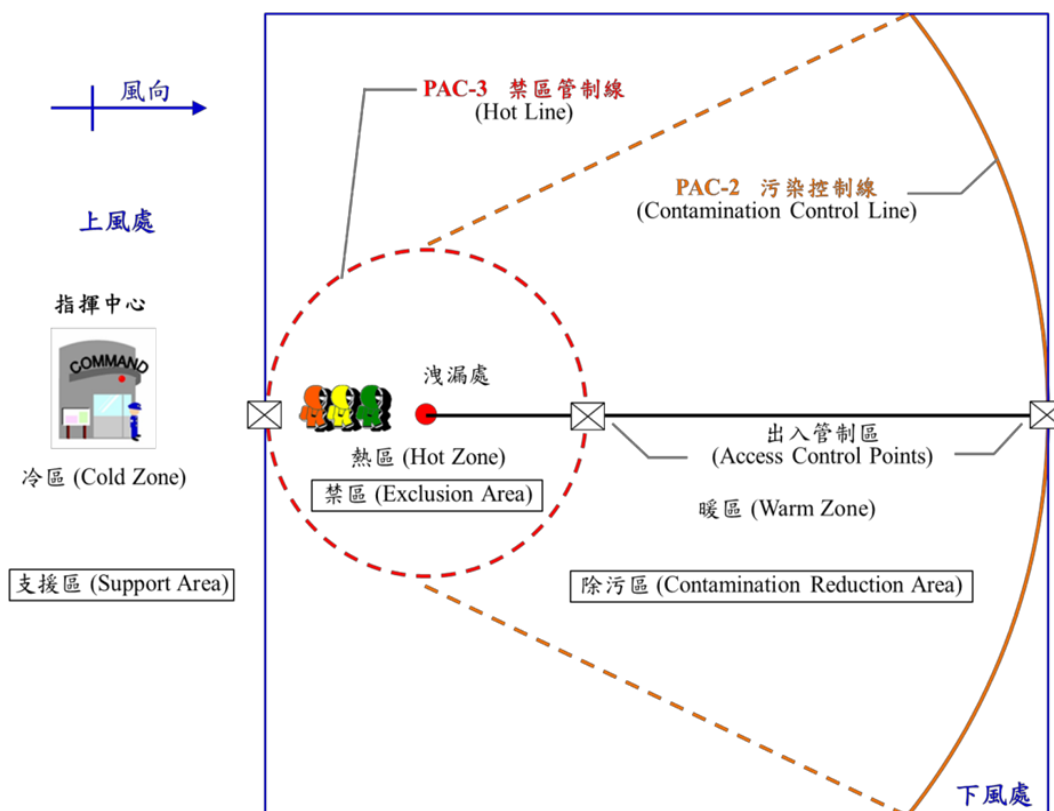 風向
PAC-3 禁區管制線
(Hot Line)
PAC-2 污染控制線
(Contamination Control Line)
上風處
指揮中心
COMMAND
洩漏處
出入管制區
(Access Control Points)
熱區 (Hot Zone)
冷區 (Cold Zone)
禁區 (Exclusion Area)
暖區 (Warm Zone)
支援區 (Support Area)
除污區 (Contamination Reduction Area)
下風處